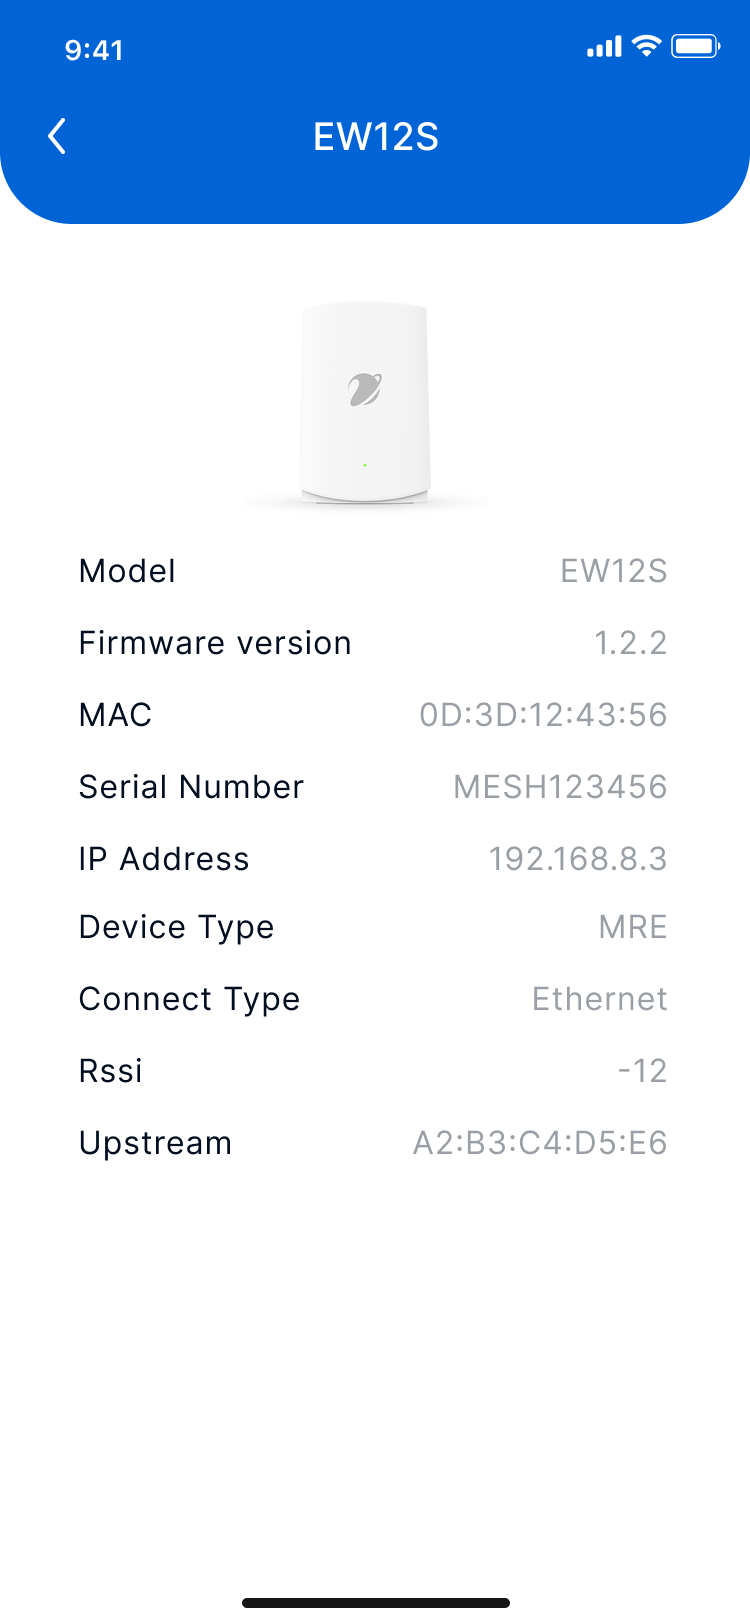 9:41
EW12S
Model EW12S
Firmware version 1.2.2
MAC 0D:3D:12:43:56
Serial Number MESH123456
IP Address 192.168.8.3
Device Type MRE
Connect Type Ethernet
Rssi -12
Upstream A2:B3:C4:D5:E6